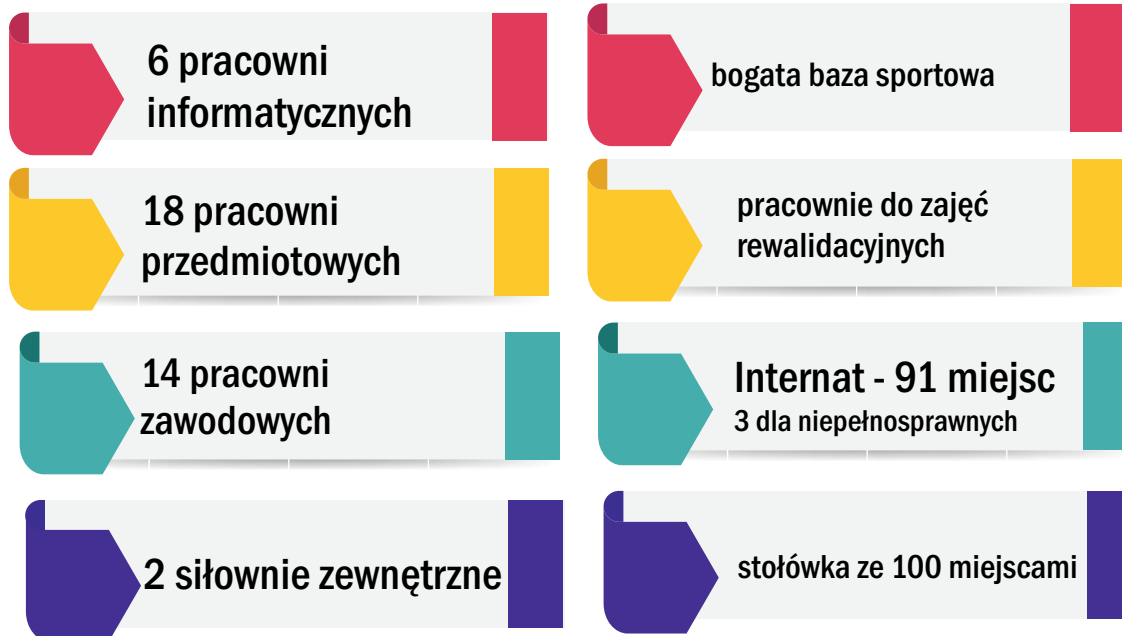 6 pracowni
informatycznych
18 pracowni
przedmiotowych
14 pracowni
zawodowych
2 siłownie zewnętrzne
bogata baza sportowa
pracownie do zajęć
rewalidacyjnych
Internat - 91 miejsc
3 dla niepełnosprawnych
stołówka ze 100 miejscami